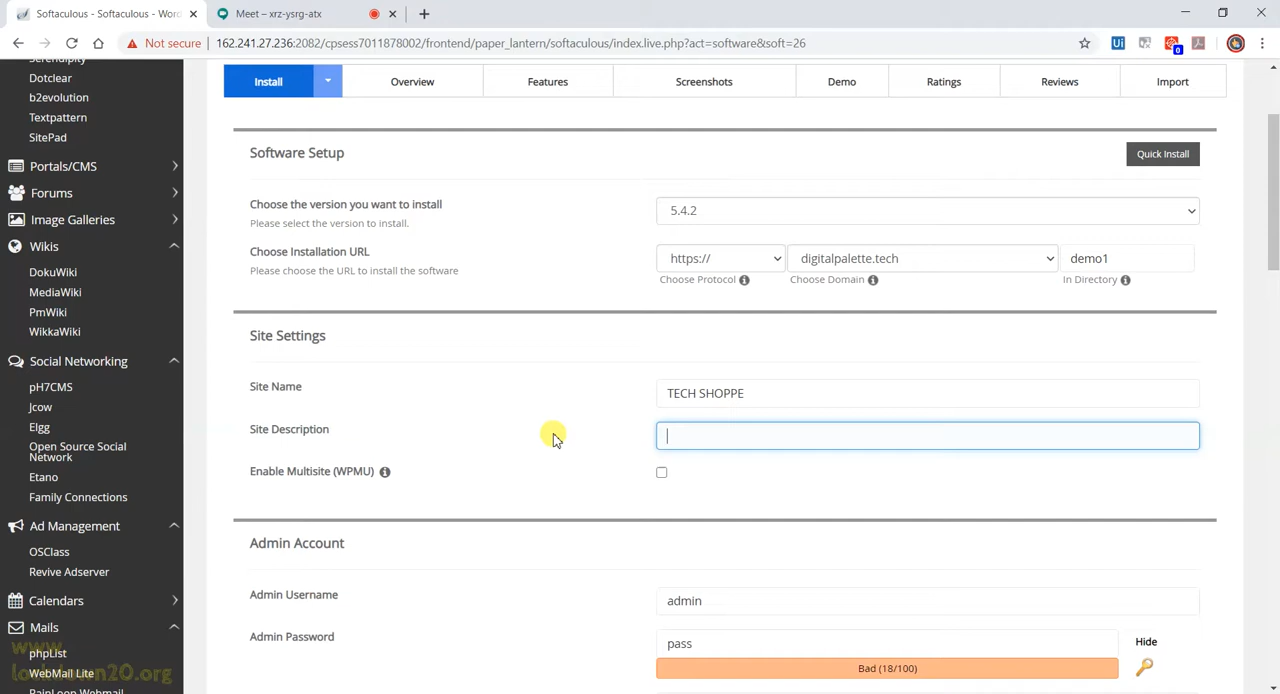 Softaculous - Softaculous - Word
Meet – xrz-ysrg-atx
Not secure
162.241.27.236:2082/cpsess7011878002/frontend/paper_lantern/softaculous/index.live.php?act=software&soft=26
0
Serendipity
Dotclear
b2evolution
Textpattern
SitePad
Portals/CMS
Forums
Image Galleries
Wikis
DokuWiki
MediaWiki
PmWiki
WikkaWiki
Social Networking
pH7CMS
Jcow
Elgg
Open Source Social
Network
Etano
Family Connections
Ad Management
OSClass
Revive Adserver
Calendars
Mails
phpList
WebMail Lite
RainLoop Webmail
www
lockdown20.org
Install
Overview
Features
Screenshots
Demo
Ratings
Reviews
Import
Software Setup
Quick Install
Choose the version you want to install
Please select the version to install.
5.4.2
Choose Installation URL
Please choose the URL to install the software
https://
digitalpalette.tech
demo1
Choose Protocol
Choose Domain
In Directory
Site Settings
Site Name
TECH SHOPPE
Site Description
Enable Multisite (WPMU)
Admin Account
Admin Username
admin
Admin Password
pass
Hide
Bad (18/100)